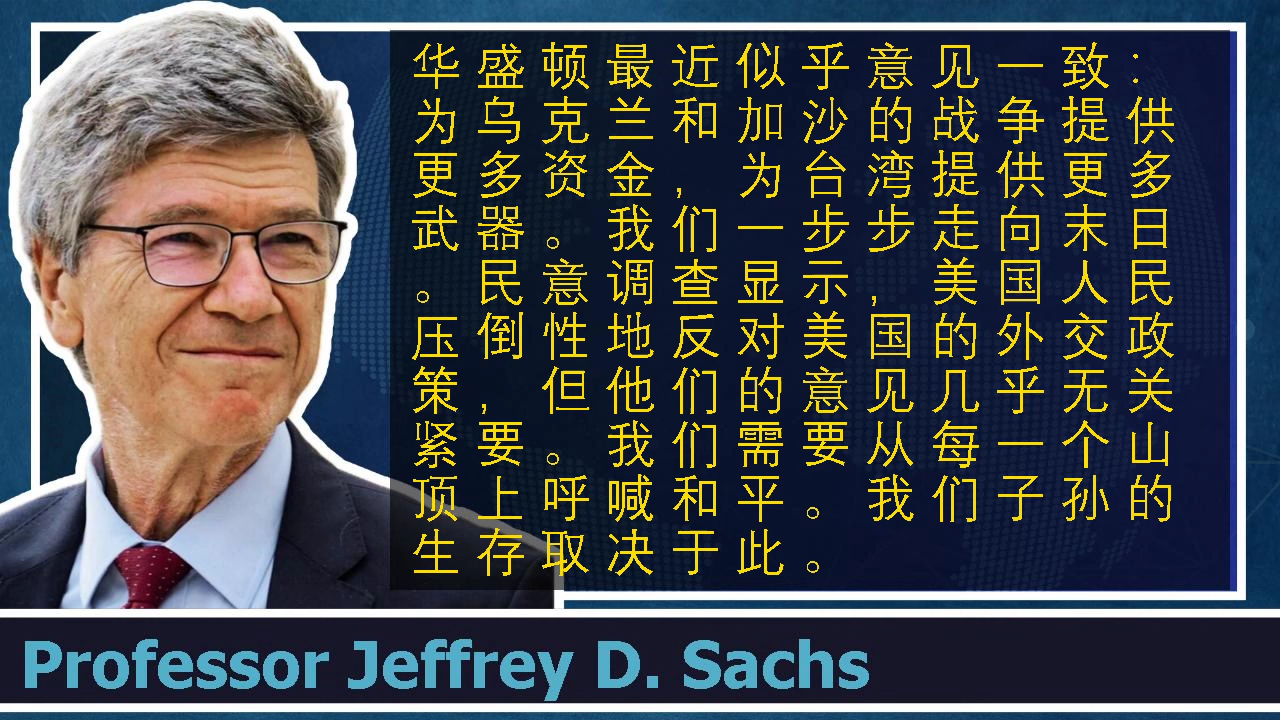 华盛顿最近似乎意见一致：
为乌克兰和加沙的战争提供
更多资金，为台湾提供更多
武器。我们一步步走向末日
。民意调查显示，美国人民
压倒性地反对美国的外交政
策，但他们的意见几乎无关
紧要。我们需要从每一个山
顶上呼喊和平。我们子孙的
生存取决于此。
Professor Jeffrey D. Sachs